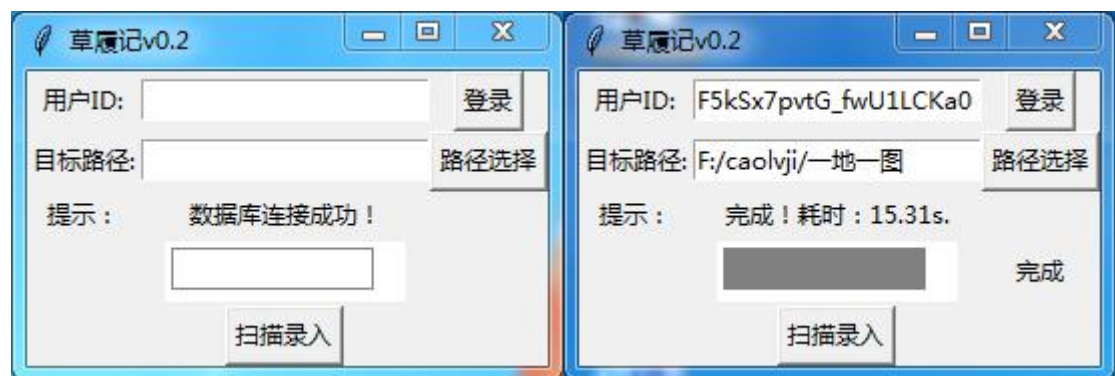 草履记v0.2
用户ID: 登录
目标路径: 路径选择
提示： 数据库连接成功！
扫描录入
草履记v0.2
用户ID: F5kSx7pvtG_fwU1LCKa0 登录
目标路径: F:/caolvji/一地一图 路径选择
提示： 完成！耗时：15.31s.
完成
扫描录入